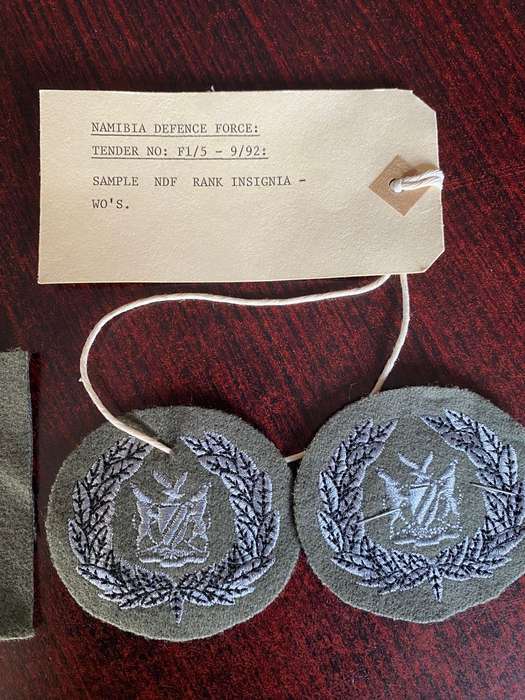 NAMIBIA DEFENCE FORCE:
TENDER NO: F1/5 - 9/92:
SAMPLE NDF RANK INSIGNIA -
WO'S.